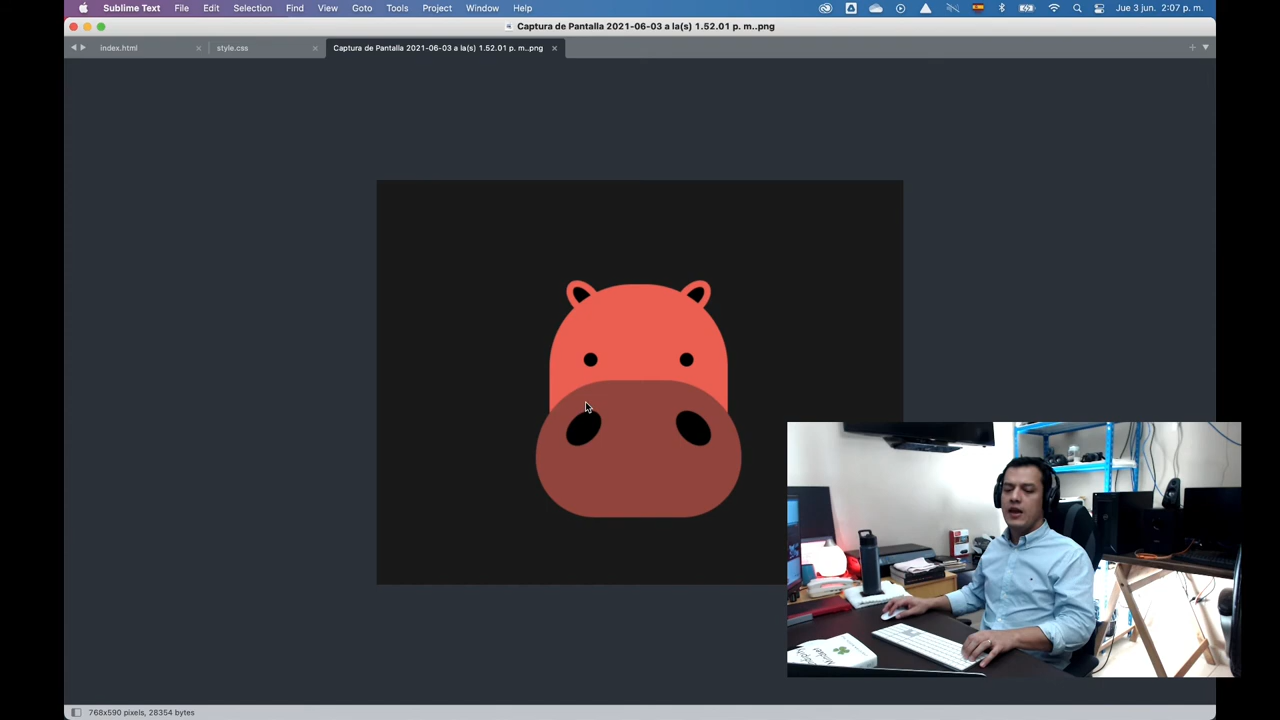 Sublime Text File Edit Selection Find View Goto Tools Project Window Help Jue 3 jun. 2:07 p. m.
Captura de Pantalla 2021-06-03 a la(s) 1.52.01 p. m..png
index.html style.css Captura de Pantalla 2021-06-03 a la(s) 1.52.01 p. m..png
768x590 pixels, 28354 bytes